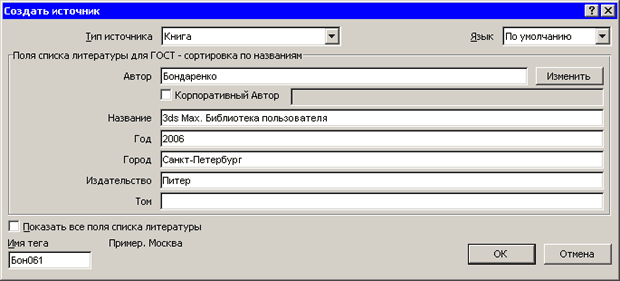 Создать источник
Тип источника Книга Язык По умолчанию
Поля списка литературы для ГОСТ - сортировка по названиям
Автор Бондаренко Изменить
Корпоративный Автор
Название 3ds Max. Библиотека пользователя
Год 2006
Город Санкт-Петербург
Издательство Питер
Том
Показать все поля списка литературы
Имя тега Пример. Москва
Бон061 ОК Отмена